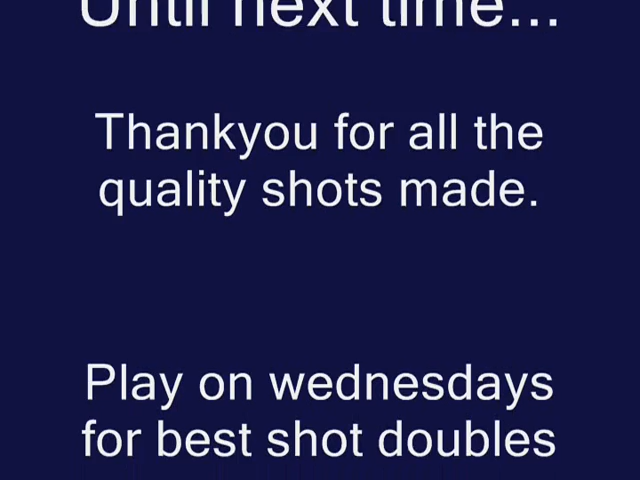 Until next time...
Thankyou for all the
quality shots made.
Play on wednesdays
for best shot doubles